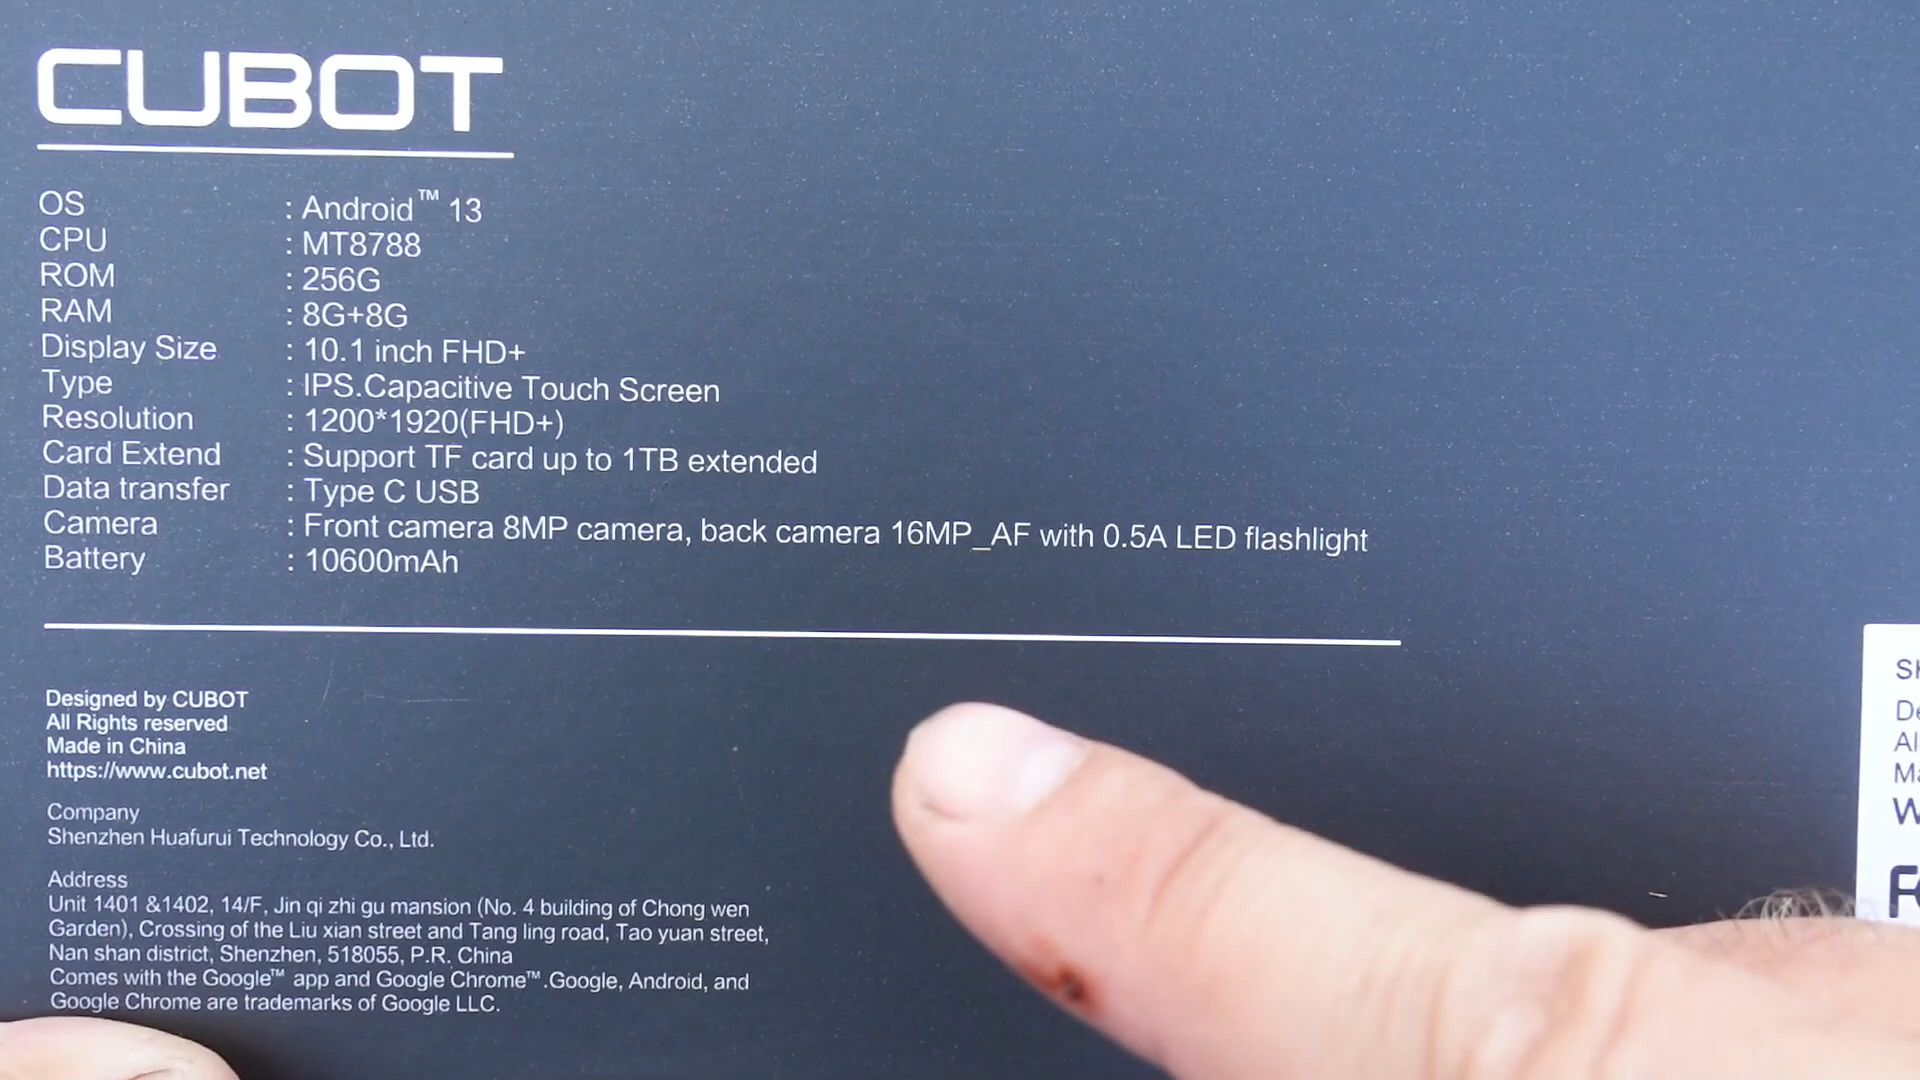 CUBOT
OS : Android™ 13
CPU : MT8788
ROM : 256G
RAM : 8G+8G
Display Size : 10.1 inch FHD+
Type : IPS.Capacitive Touch Screen
Resolution : 1200*1920(FHD+)
Card Extend : Support TF card up to 1TB extended
Data transfer : Type C USB
Camera : Front camera 8MP camera, back camera 16MP_AF with 0.5A LED flashlight
Battery : 10600mAh
Designed by CUBOT
All Rights reserved
Made in China
https://www.cubot.net
Company
Shenzhen Huafurui Technology Co., Ltd.
Address
Unit 1401 &1402, 14/F, Jin qi zhi gu mansion (No. 4 building of Chong wen
Garden), Crossing of the Liu xian street and Tang ling road, Tao yuan street,
Nan shan district, Shenzhen, 518055, P.R. China
Comes with the Google™ app and Google Chrome™.Google, Android, and
Google Chrome are trademarks of Google LLC.